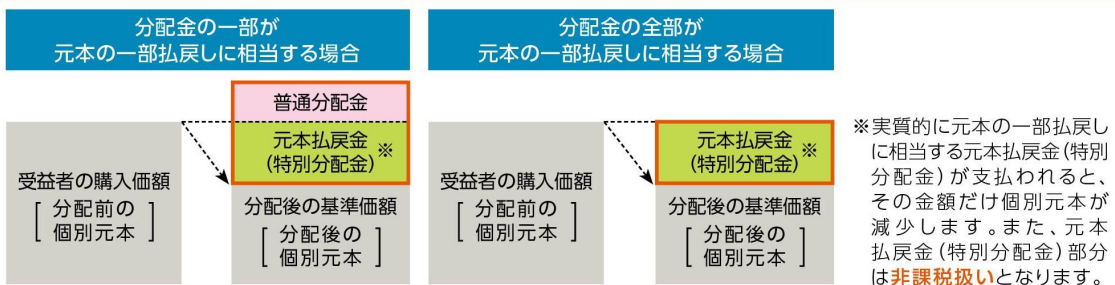 分配金の一部が
元本の一部払戻しに相当する場合
普通分配金
元本払戻金
(特別分配金)
※
受益者の購入価額
[ 分配前の
個別元本 ]
分配後の基準価額
[ 分配後の
個別元本 ]
分配金の全部が
元本の一部払戻しに相当する場合
元本払戻金
(特別分配金)
※
受益者の購入価額
[ 分配前の
個別元本 ]
分配後の基準価額
[ 分配後の
個別元本 ]
※実質的に元本の一部払戻し
に相当する元本払戻金(特別
分配金)が支払われると、
その金額だけ個別元本が
減少します。また、元本
払戻金(特別分配金)部分
は非課税扱いとなります。